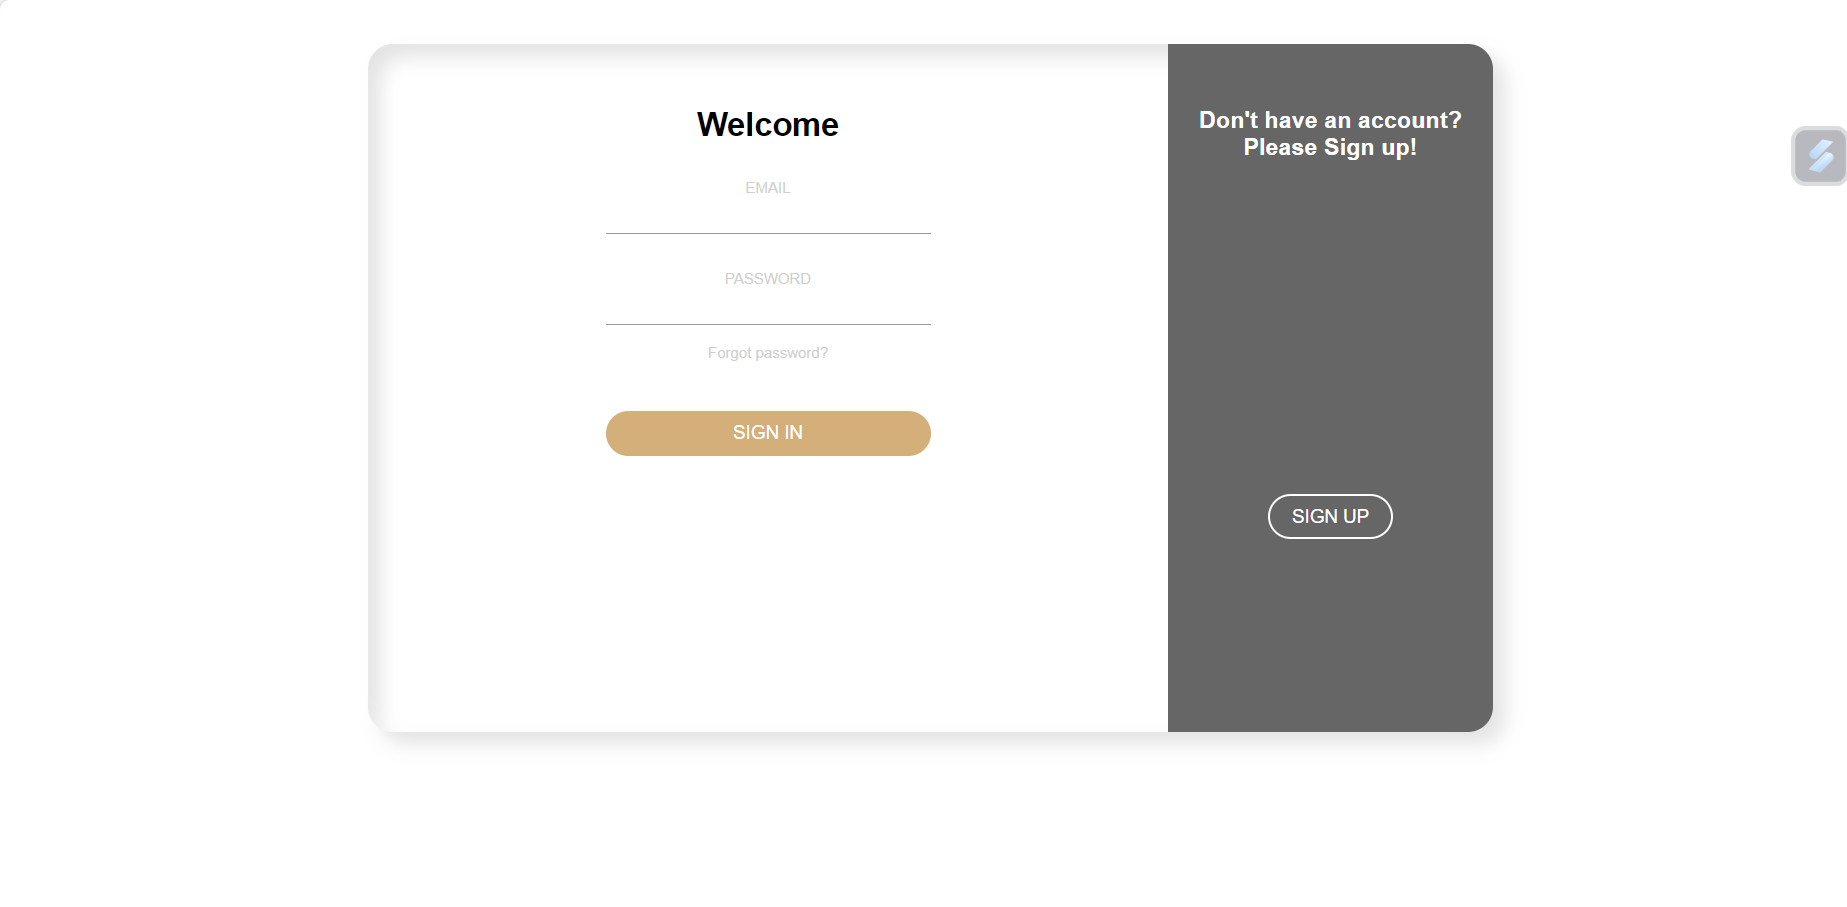 Welcome
EMAIL
PASSWORD
Forgot password?
SIGN IN
Don't have an account?
Please Sign up!
SIGN UP